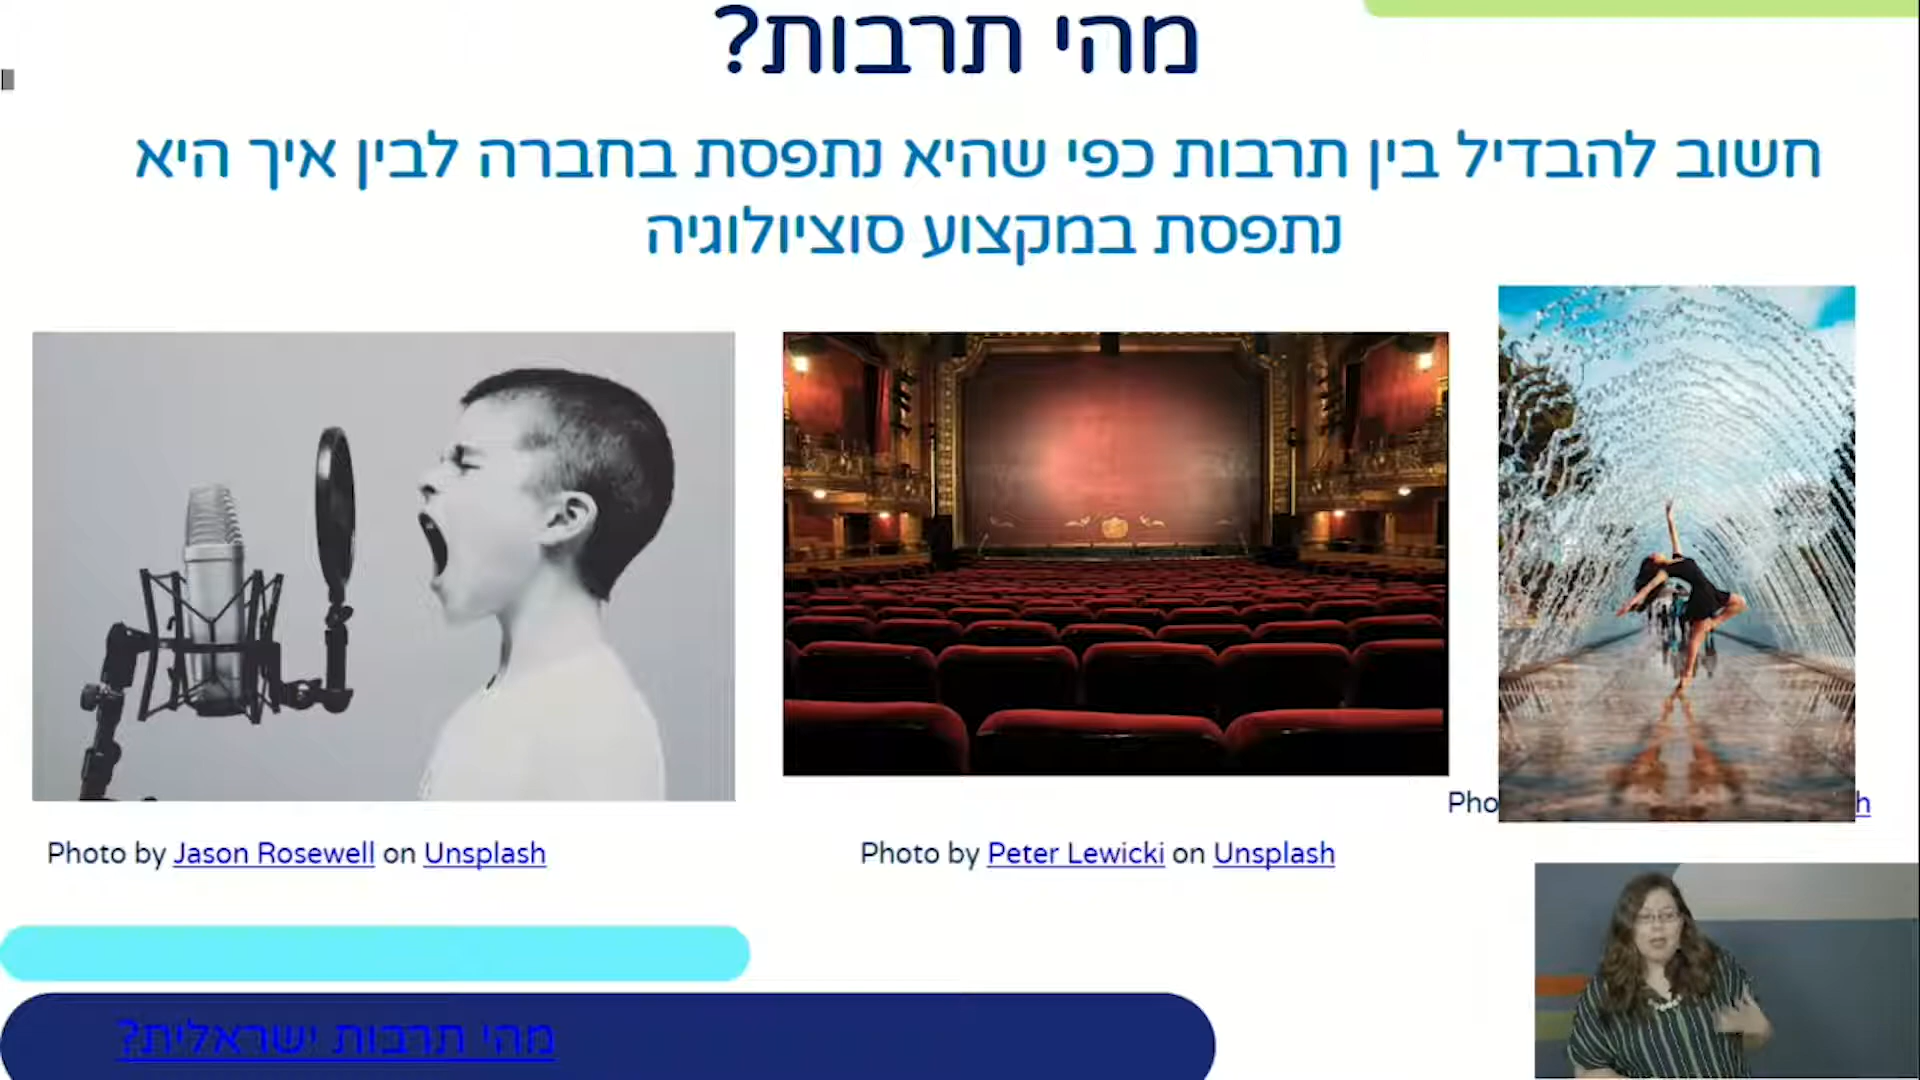 מהי תרבות?
חשוב להבדיל בין תרבות כפי שהיא נתפסת בחברה לבין איך היא
נתפסת במקצוע סוציולוגיה
Pho
h
Photo by Jason Rosewell on Unsplash
Photo by Peter Lewicki on Unsplash
מהי תרבות ישראלית?